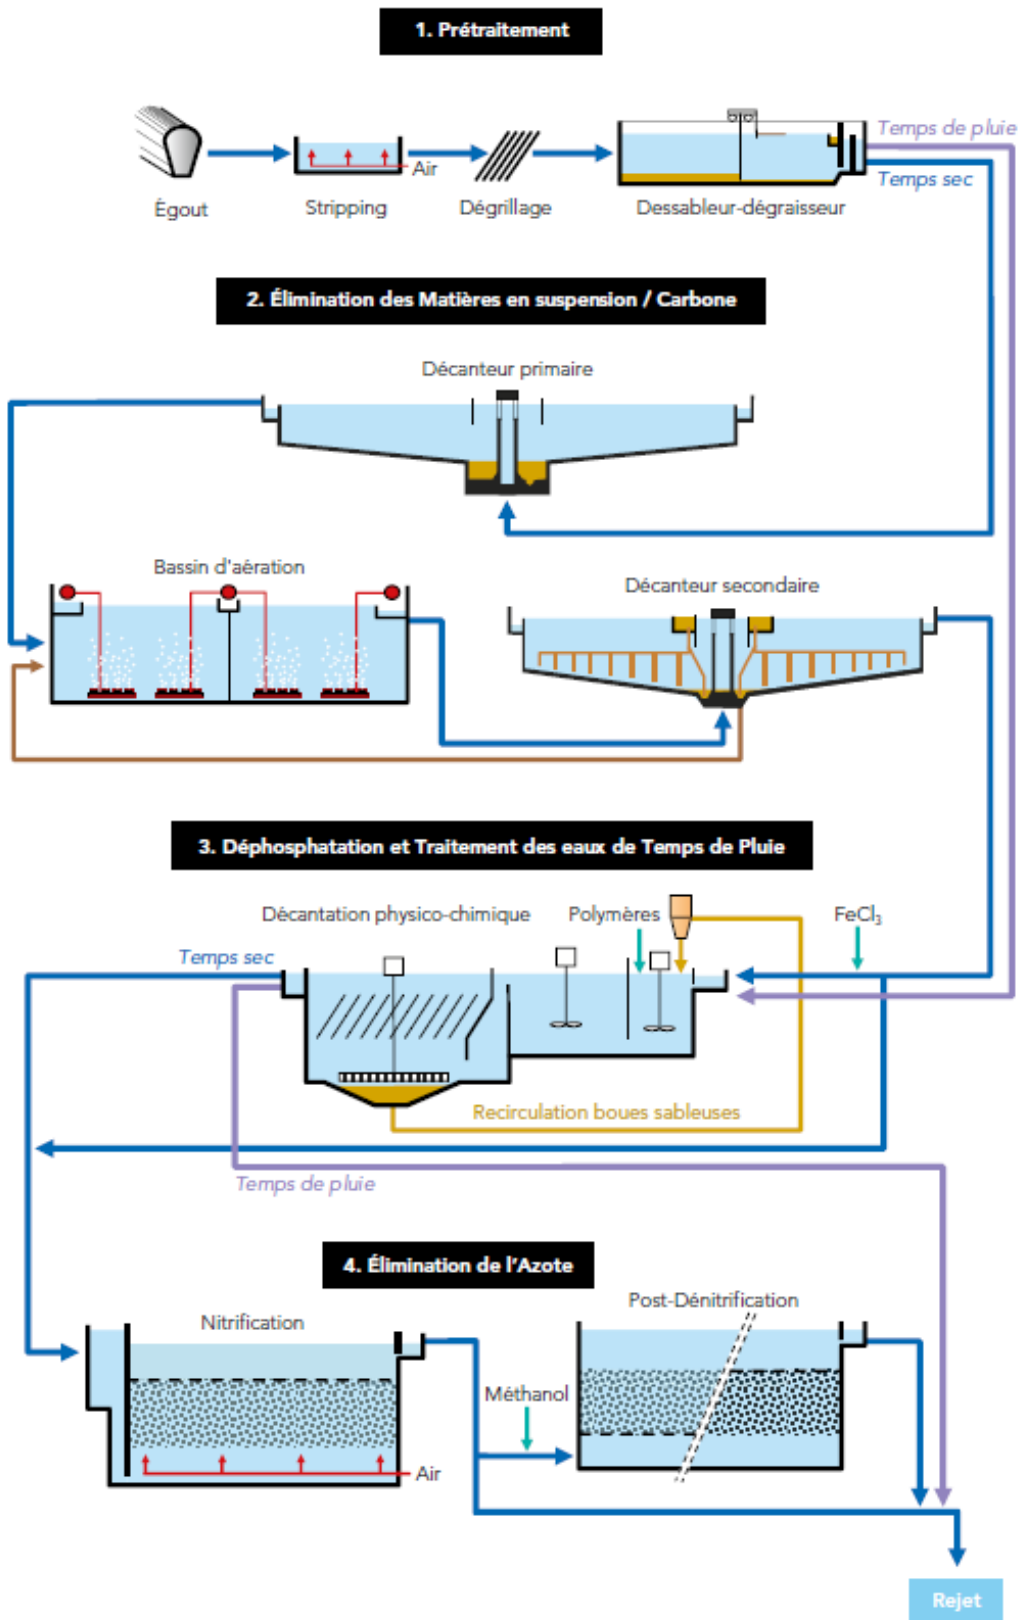 1. Prétraitement
Temps de pluie
Air
Temps sec
Égout
Stripping
Dégrillage
Dessableur-dégraisseur
2. Élimination des Matières en suspension / Carbone
Décanteur primaire
Bassin d'aération
Décanteur secondaire
3. Déphosphatation et Traitement des eaux de Temps de Pluie
Décantation physico-chimique
Polymères
FeCl₃
Temps sec
Recirculation boues sableuses
Temps de pluie
4. Élimination de l'Azote
Nitrification
Post-Dénitrification
Méthanol
Air
Rejet